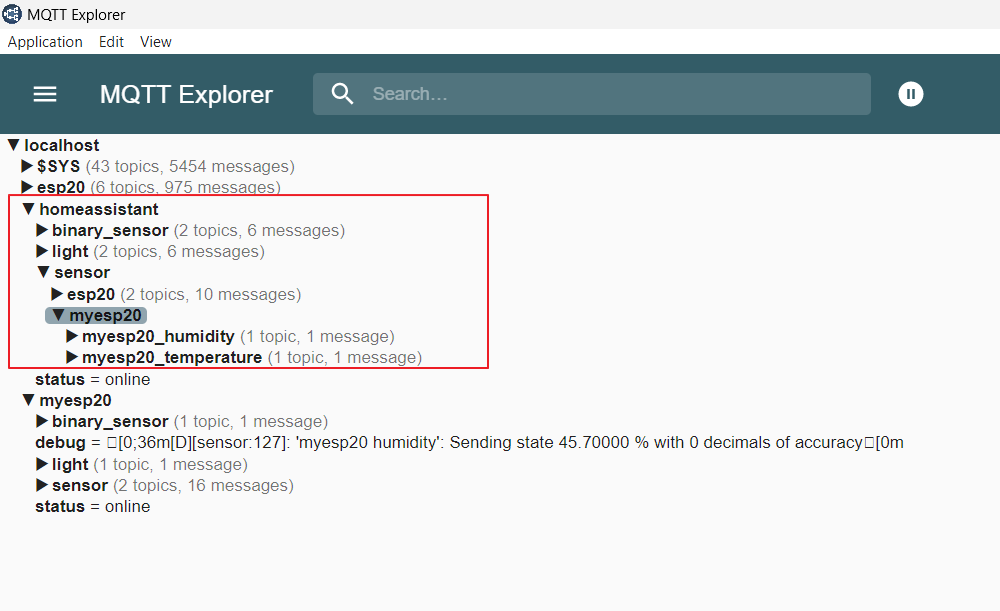 MQTT Explorer
Application Edit View
MQTT Explorer Search...
▼ localhost
▶ $SYS (43 topics, 5454 messages)
▶ esp20 (6 topics, 975 messages)
▼ homeassistant
▶ binary_sensor (2 topics, 6 messages)
▶ light (2 topics, 6 messages)
▼ sensor
▶ esp20 (2 topics, 10 messages)
▼ myesp20
▶ myesp20_humidity (1 topic, 1 message)
▶ myesp20_temperature (1 topic, 1 message)
status = online
▼ myesp20
▶ binary_sensor (1 topic, 1 message)
debug = □[0;36m[D][sensor:127]: 'myesp20 humidity': Sending state 45.70000 % with 0 decimals of accuracy□[0m
▶ light (1 topic, 1 message)
▶ sensor (2 topics, 16 messages)
status = online